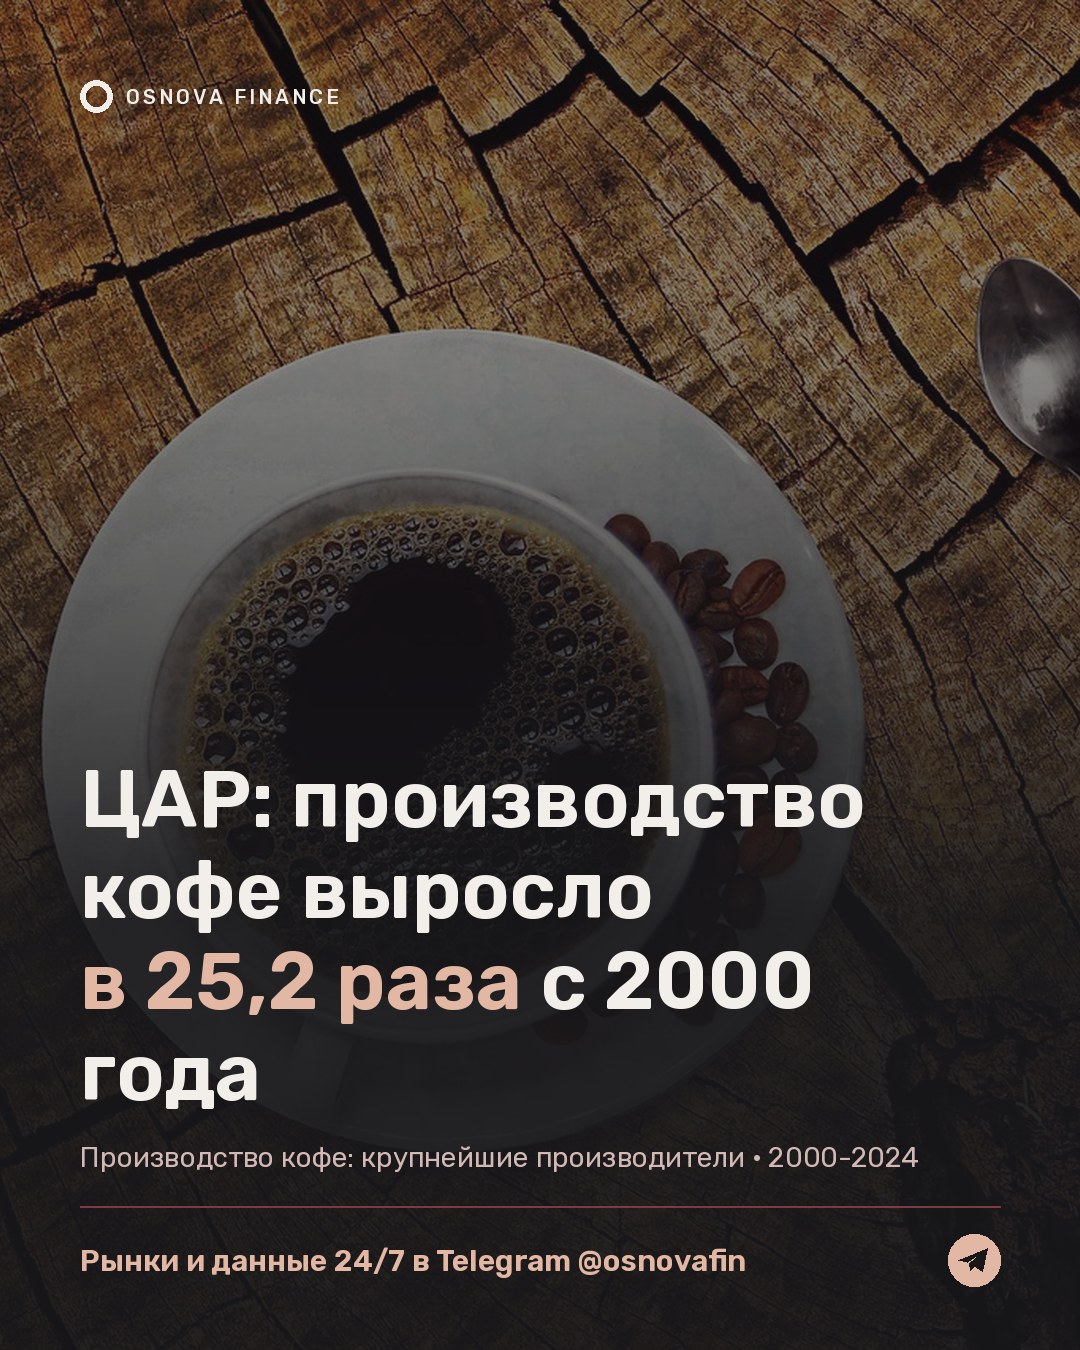 OSNOVA FINANCE
ЦАР: производство
кофе выросло
в 25,2 раза с 2000
года
Производство кофе: крупнейшие производители • 2000-2024
Рынки и данные 24/7 в Telegram @osnovafin